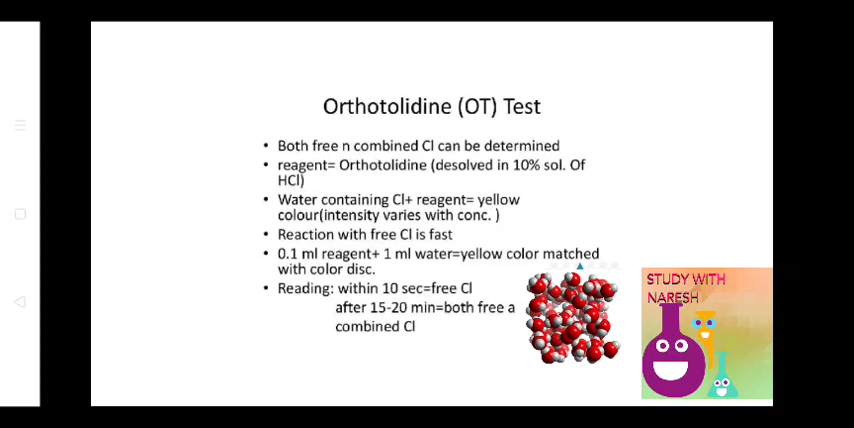 Orthotolidine (OT) Test
• Both free n combined Cl can be determined
• reagent= Orthotolidine (desolved in 10% sol. Of
HCl)
• Water containing Cl+ reagent= yellow
colour(intensity varies with conc. )
• Reaction with free Cl is fast
• 0.1 ml reagent+ 1 ml water=yellow color matched
with color disc.
• Reading: within 10 sec=free Cl
after 15-20 min=both free a
combined Cl
STUDY WITH
NARESH